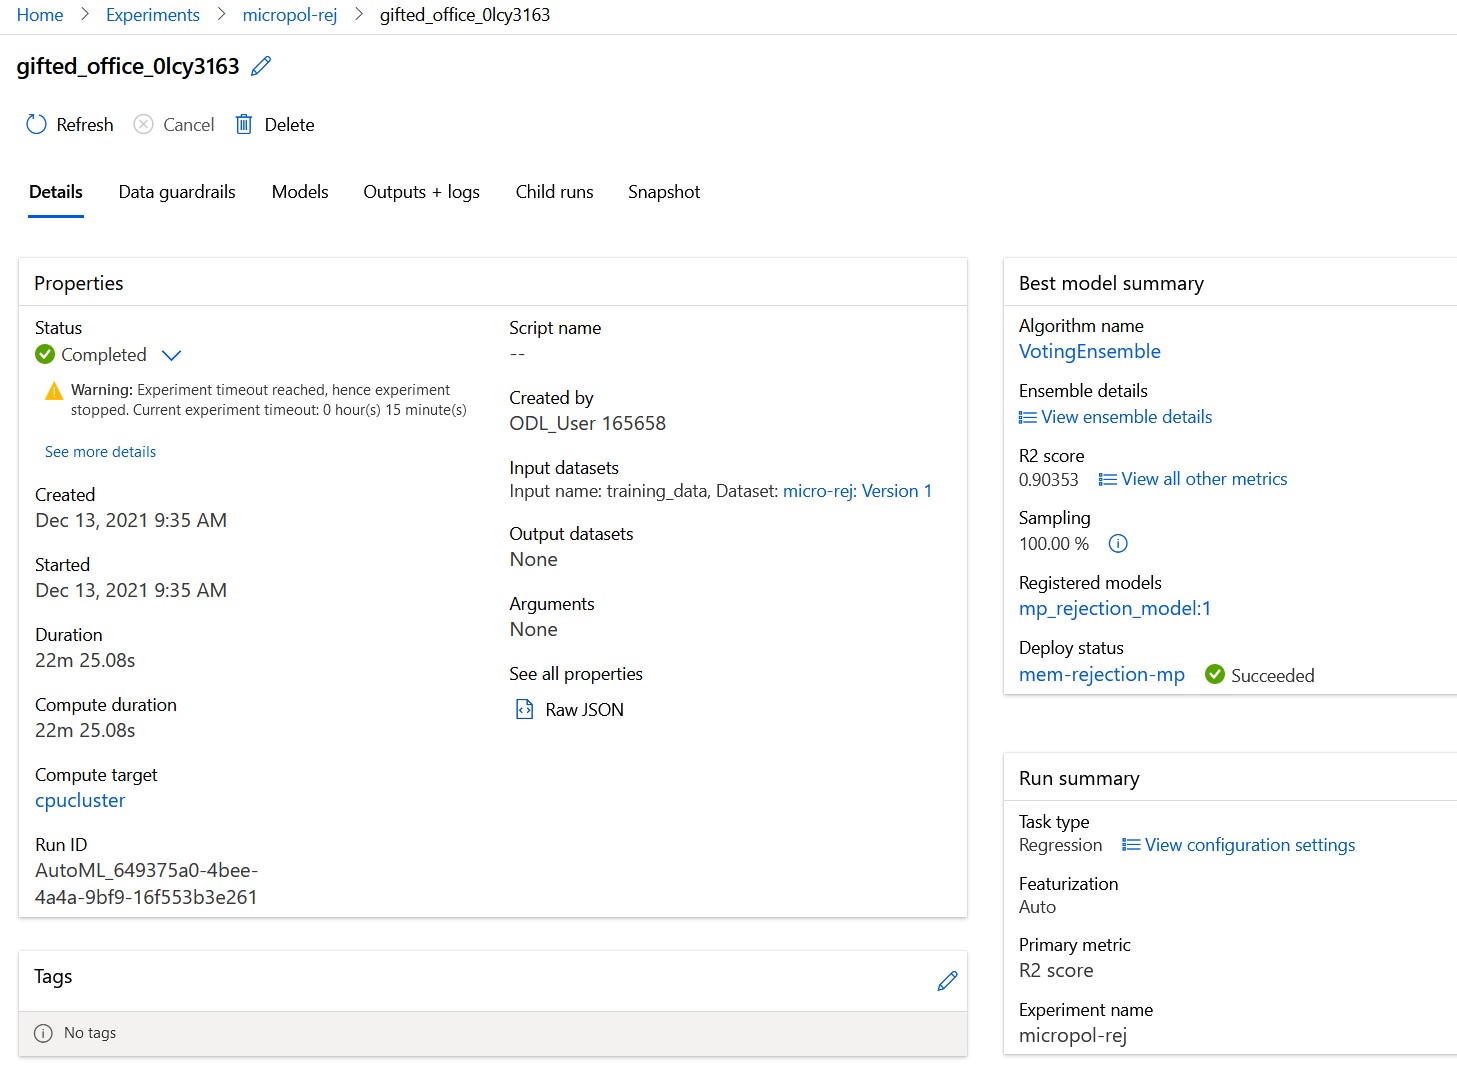 Home > Experiments > micropol-rej > gifted_office_0lcy3163
gifted_office_0lcy3163
Refresh Cancel Delete
Details Data guardrails Models Outputs + logs Child runs Snapshot
Properties
Status
Completed
Warning: Experiment timeout reached, hence experiment
stopped. Current experiment timeout: 0 hour(s) 15 minute(s)
See more details
Created
Dec 13, 2021 9:35 AM
Started
Dec 13, 2021 9:35 AM
Duration
22m 25.08s
Compute duration
22m 25.08s
Compute target
cpucluster
Run ID
AutoML_649375a0-4bee-
4a4a-9bf9-16f553b3e261
Script name
--
Created by
ODL_User 165658
Input datasets
Input name: training_data, Dataset: micro-rej: Version 1
Output datasets
None
Arguments
None
See all properties
Raw JSON
Tags
No tags
Best model summary
Algorithm name
VotingEnsemble
Ensemble details
View ensemble details
R2 score
0.90353 View all other metrics
Sampling
100.00 %
Registered models
mp_rejection_model:1
Deploy status
mem-rejection-mp Succeeded
Run summary
Task type
Regression View configuration settings
Featurization
Auto
Primary metric
R2 score
Experiment name
micropol-rej